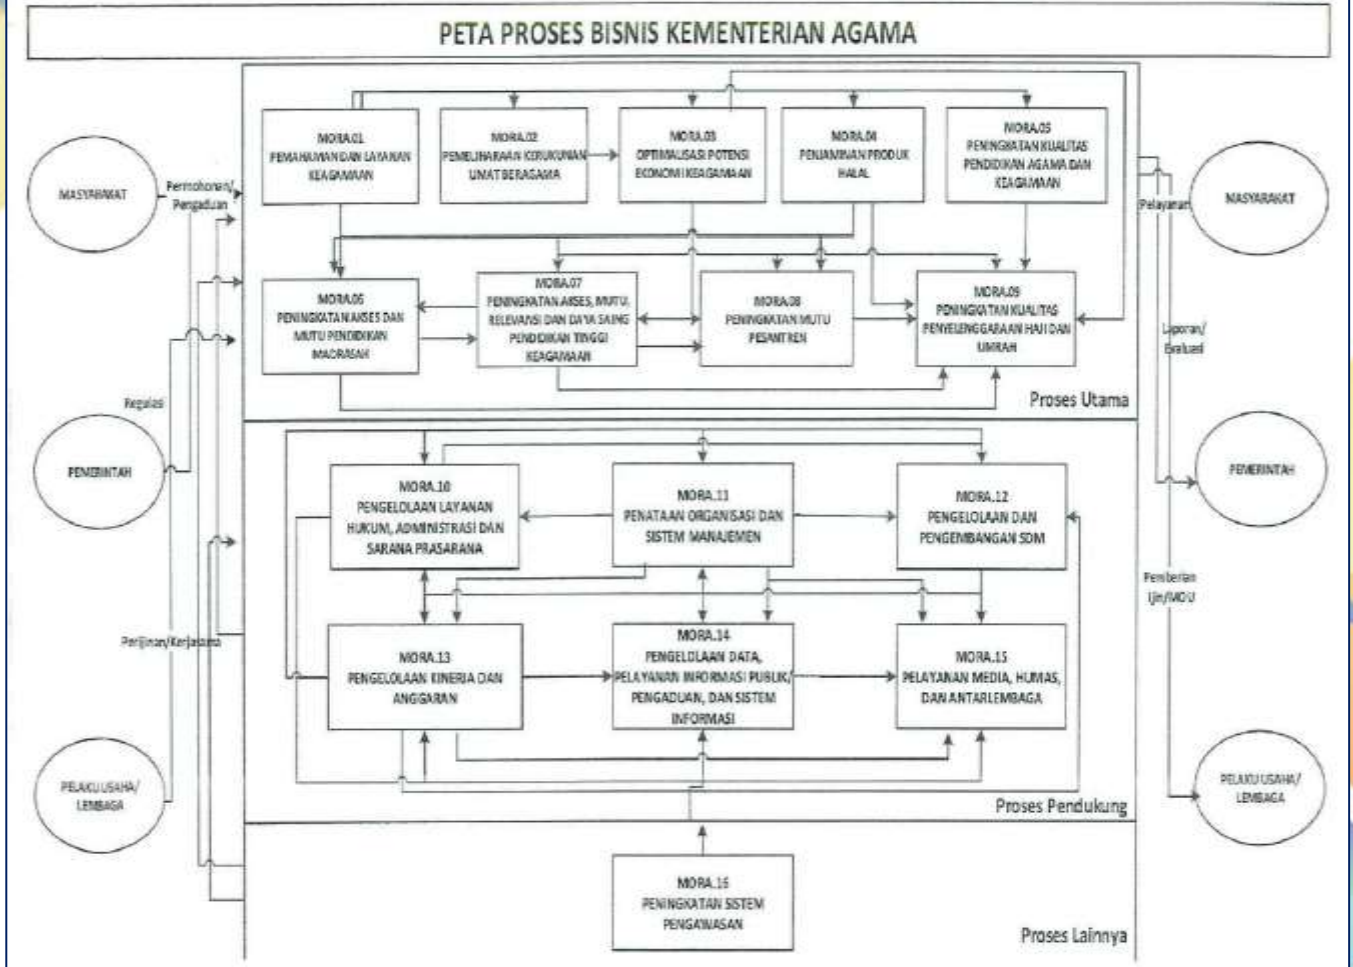 PETA PROSES BISNIS KEMENTERIAN AGAMA
MASYARAKAT
Permohonan/
Pengaduan
MORA.01
PEMAHAMAN DAN LAYANAN
KEAGAMAAN
MORA.02
PEMELIHARAAN KERUKUNAN
UMAT BERAGAMA
MORA.03
OPTIMALISASI POTENSI
EKONOMI KEAGAMAAN
MORA.04
PENJAMINAN PRODUK
HALAL
MORA.05
PENINGKATAN KUALITAS
PENDIDIKAN AGAMA DAN
KEAGAMAAN
Pelayanan
MASYARAKAT
MORA.06
PENINGKATAN AKSES DAN
MUTU PENDIDIKAN
MADRASAH
MORA.07
PENINGKATAN AKSES, MUTU,
RELEVANSI DAN DAYA SAING
PENDIDIKAN TINGGI
KEAGAMAAN
MORA.08
PENINGKATAN MUTU
PESANTREN
MORA.09
PENINGKATAN KUALITAS
PENYELENGGARAAN HAJI DAN
UMRAH
Laporan/
Evaluasi
Proses Utama
Regulasi
PEMERINTAH
MORA.10
PENGELOLAAN LAYANAN
HUKUM, ADMINISTRASI DAN
SARANA PRASARANA
MORA.11
PENATAAN ORGANISASI DAN
SISTEM MANAJEMEN
MORA.12
PENGELOLAAN DAN
PENGEMBANGAN SDM
PEMERINTAH
Pemberian
Ijin/MOU
Perijinan/Kerjasama
MORA.13
PENGELOLAAN KINERJA DAN
ANGGARAN
MORA.14
PENGELOLAAN DATA,
PELAYANAN INFORMASI PUBLIK/
PENGADUAN, DAN SISTEM
INFORMASI
MORA.15
PELAYANAN MEDIA, HUMAS,
DAN ANTARLEMBAGA
PELAKU USAHA/
LEMBAGA
PELAKU USAHA/
LEMBAGA
Proses Pendukung
MORA.16
PENINGKATAN SISTEM
PENGAWASAN
Proses Lainnya